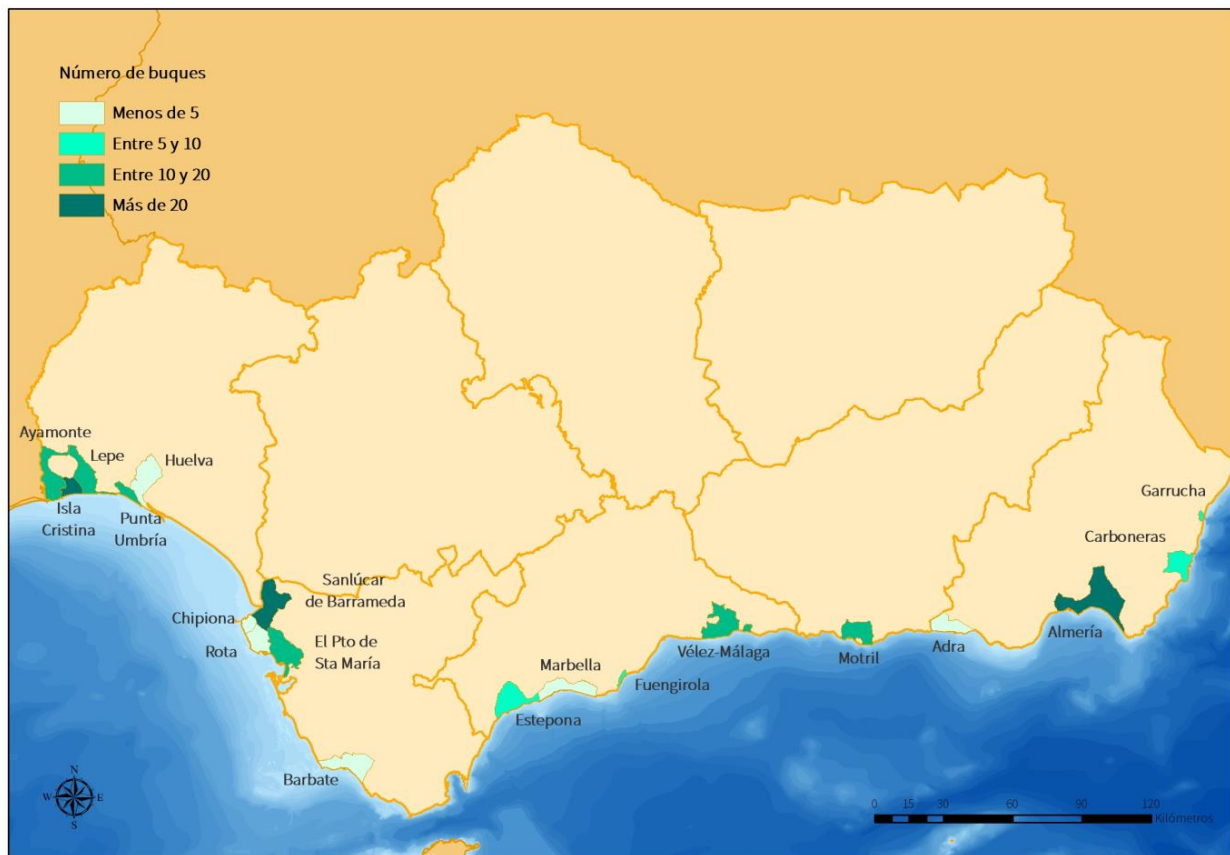 Número de buques
Menos de 5
Entre 5 y 10
Entre 10 y 20
Más de 20
Ayamonte
Lepe
Huelva
Isla
Cristina
Punta
Umbría
Sanlúcar
de Barrameda
Chipiona
Rota
El Pto de
Sta María
Barbate
Estepona
Marbella
Fuengirola
Vélez-Málaga
Motril
Adra
Almería
Carboneras
Garrucha
N
W
E
S
0 15 30 60 90 120
Kilómetros